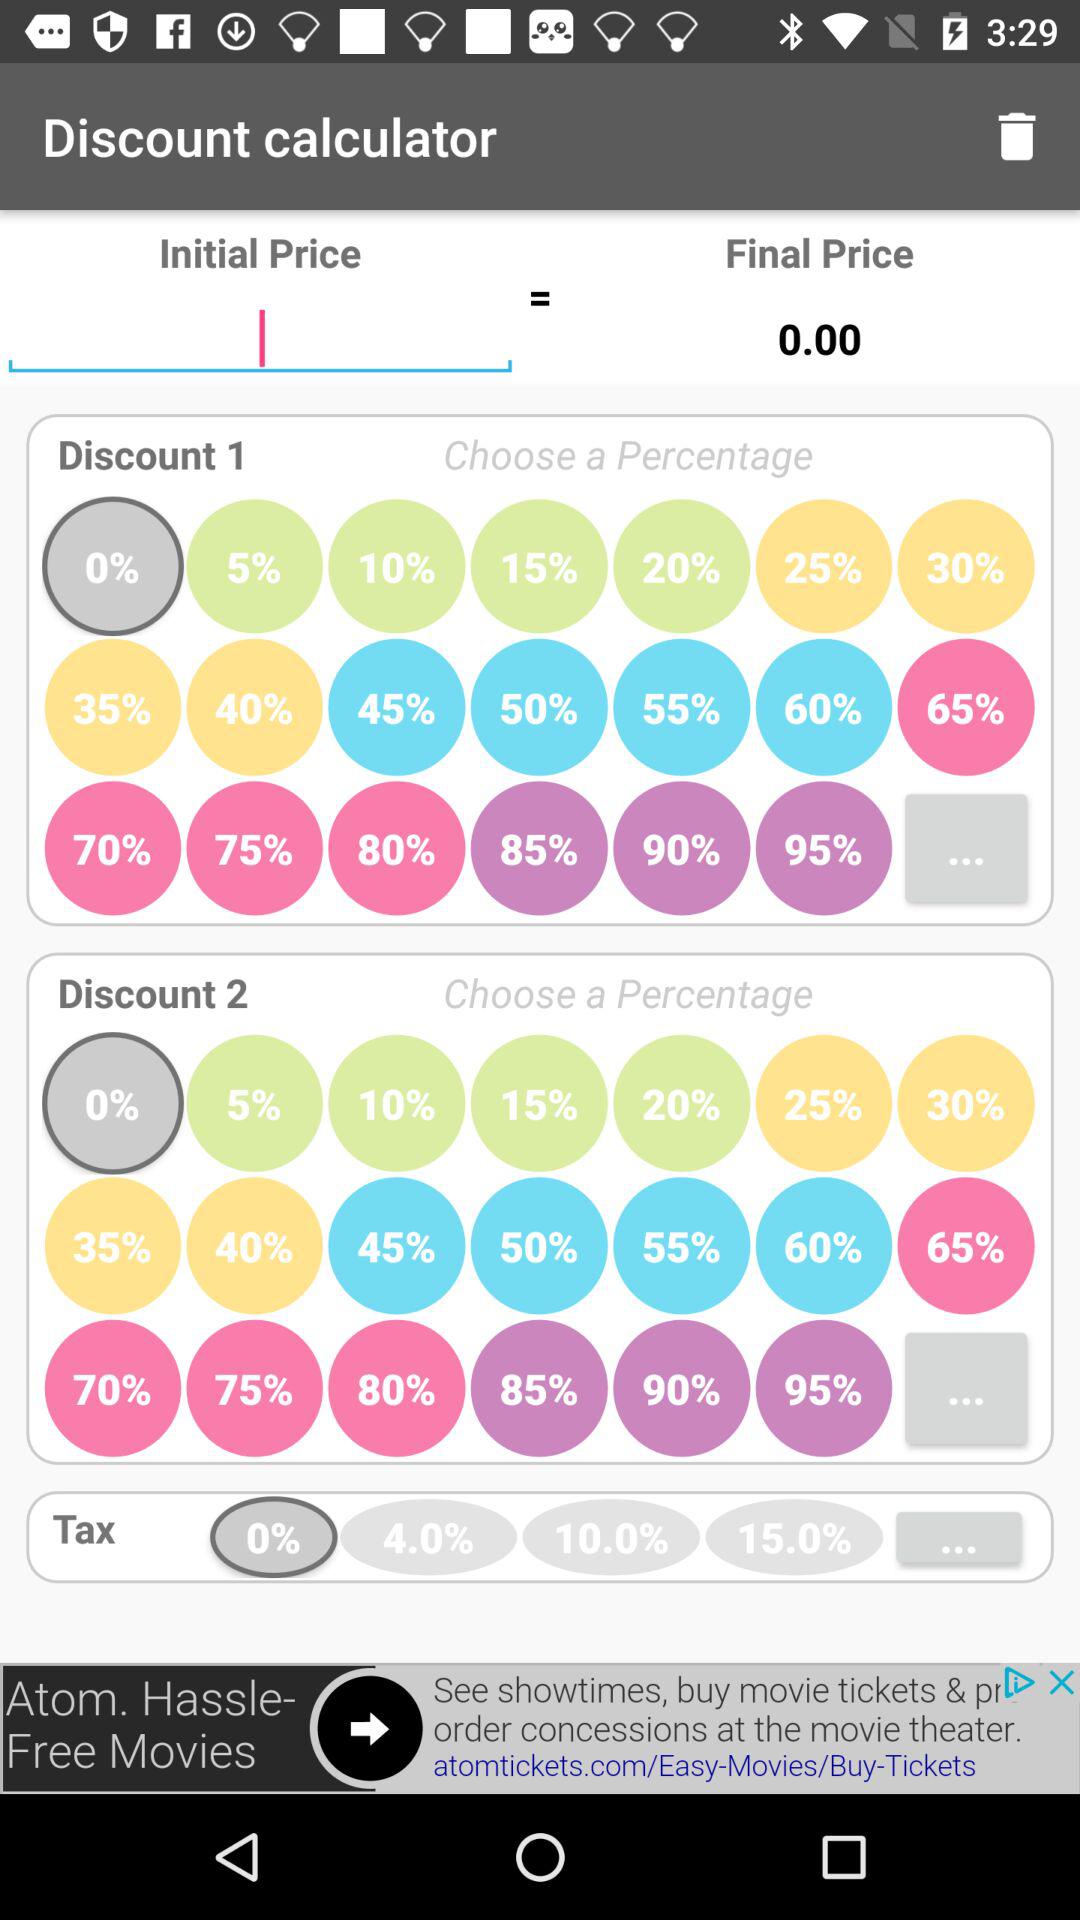 3:29
Discount calculator
Initial Price
=
Final Price
0.00
Discount 1 Choose a Percentage
0% 5% 10% 15% 20% 25% 30%
35% 40% 45% 50% 55% 60% 65%
70% 75% 80% 85% 90% 95% ...
Discount 2 Choose a Percentage
0% 5% 10% 15% 20% 25% 30%
35% 40% 45% 50% 55% 60% 65%
70% 75% 80% 85% 90% 95% ...
Tax 0% 4.0% 10.0% 15.0% ...
Atom. Hassle-
Free Movies
See showtimes, buy movie tickets &
order concessions at the movie theater.
atomtickets.com/Easy-Movies/Buy-Tickets